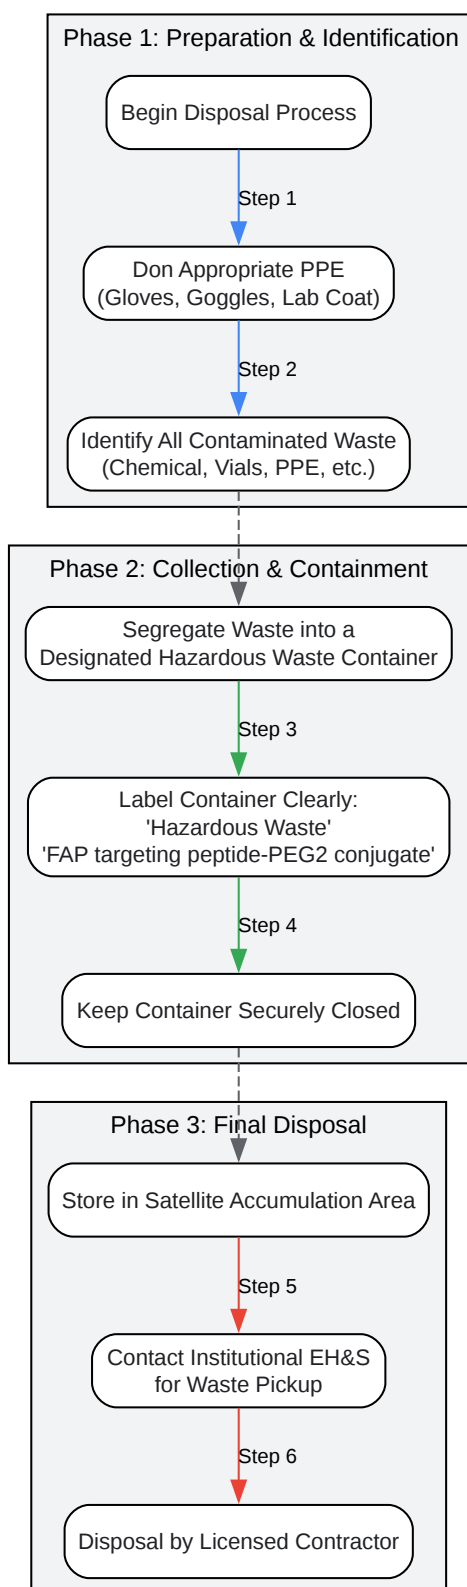 Phase 1: Preparation & Identification
Begin Disposal Process
Step 1
Don Appropriate PPE
(Gloves, Goggles, Lab Coat)
Step 2
Identify All Contaminated Waste
(Chemical, Vials, PPE, etc.)
Phase 2: Collection & Containment
Segregate Waste into a
Designated Hazardous Waste Container
Step 3
Label Container Clearly:
'Hazardous Waste'
'FAP targeting peptide-PEG2 conjugate'
Step 4
Keep Container Securely Closed
Phase 3: Final Disposal
Store in Satellite Accumulation Area
Step 5
Contact Institutional EH&S
for Waste Pickup
Step 6
Disposal by Licensed Contractor